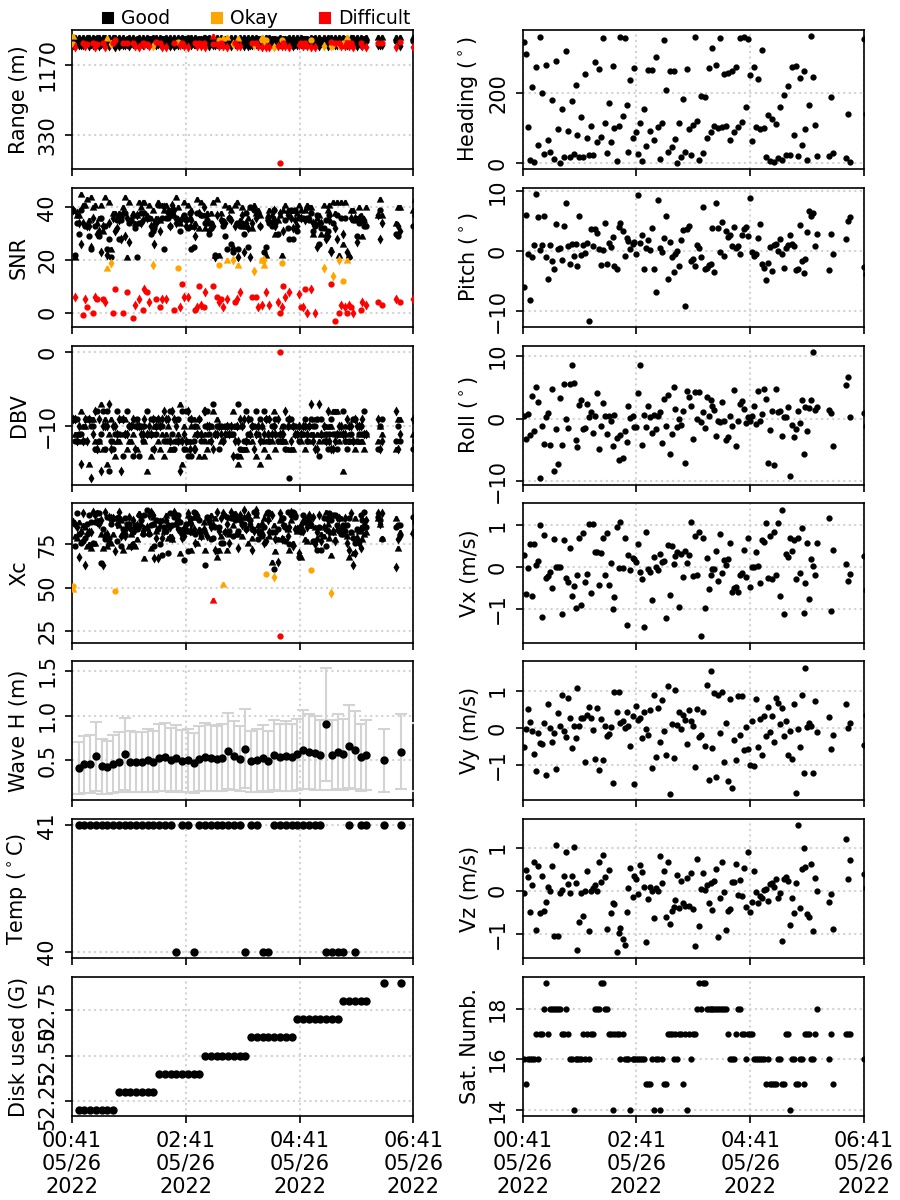 Good Okay Difficult
Range (m)
1170
330
Heading (°)
200
0
SNR
40
20
0
Pitch (°)
10
0
−10
DBV
0
−10
Roll (°)
10
0
−10
Xc
75
50
25
Vx (m/s)
1
0
−1
Wave H (m)
1.5
1.0
0.5
Vy (m/s)
1
0
−1
Temp (°C)
41
40
Vz (m/s)
1
0
−1
Disk used (G)
52.75
52.50
52.25
Sat. Numb.
18
16
14
00:41 02:41 04:41 06:41
05/26 05/26 05/26 05/26
2022 2022 2022 2022
00:41 02:41 04:41 06:41
05/26 05/26 05/26 05/26
2022 2022 2022 2022